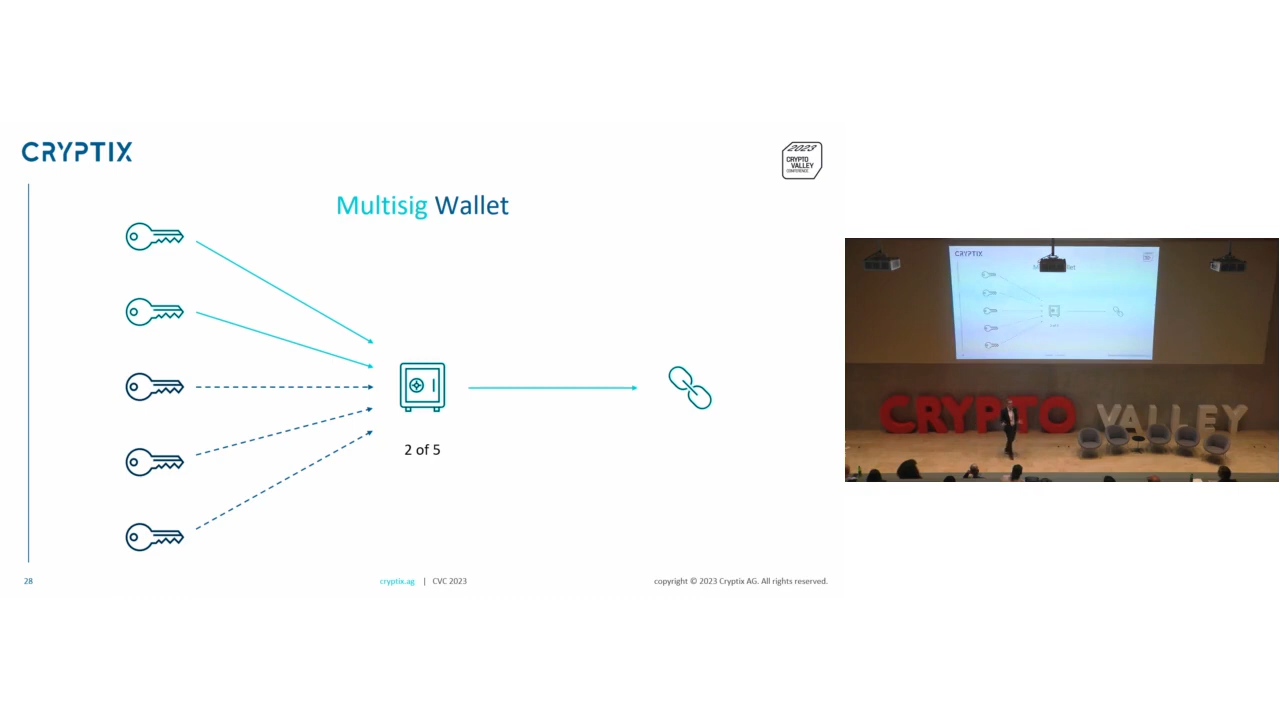 CRYPTIX
2023
CRYPTO
VALLEY
CONFERENCE
Multisig Wallet
2 of 5
28
cryptix.ag | CVC 2023
copyright © 2023 Cryptix AG. All rights reserved.
CRYPTIX
CRYPTO VALLEY